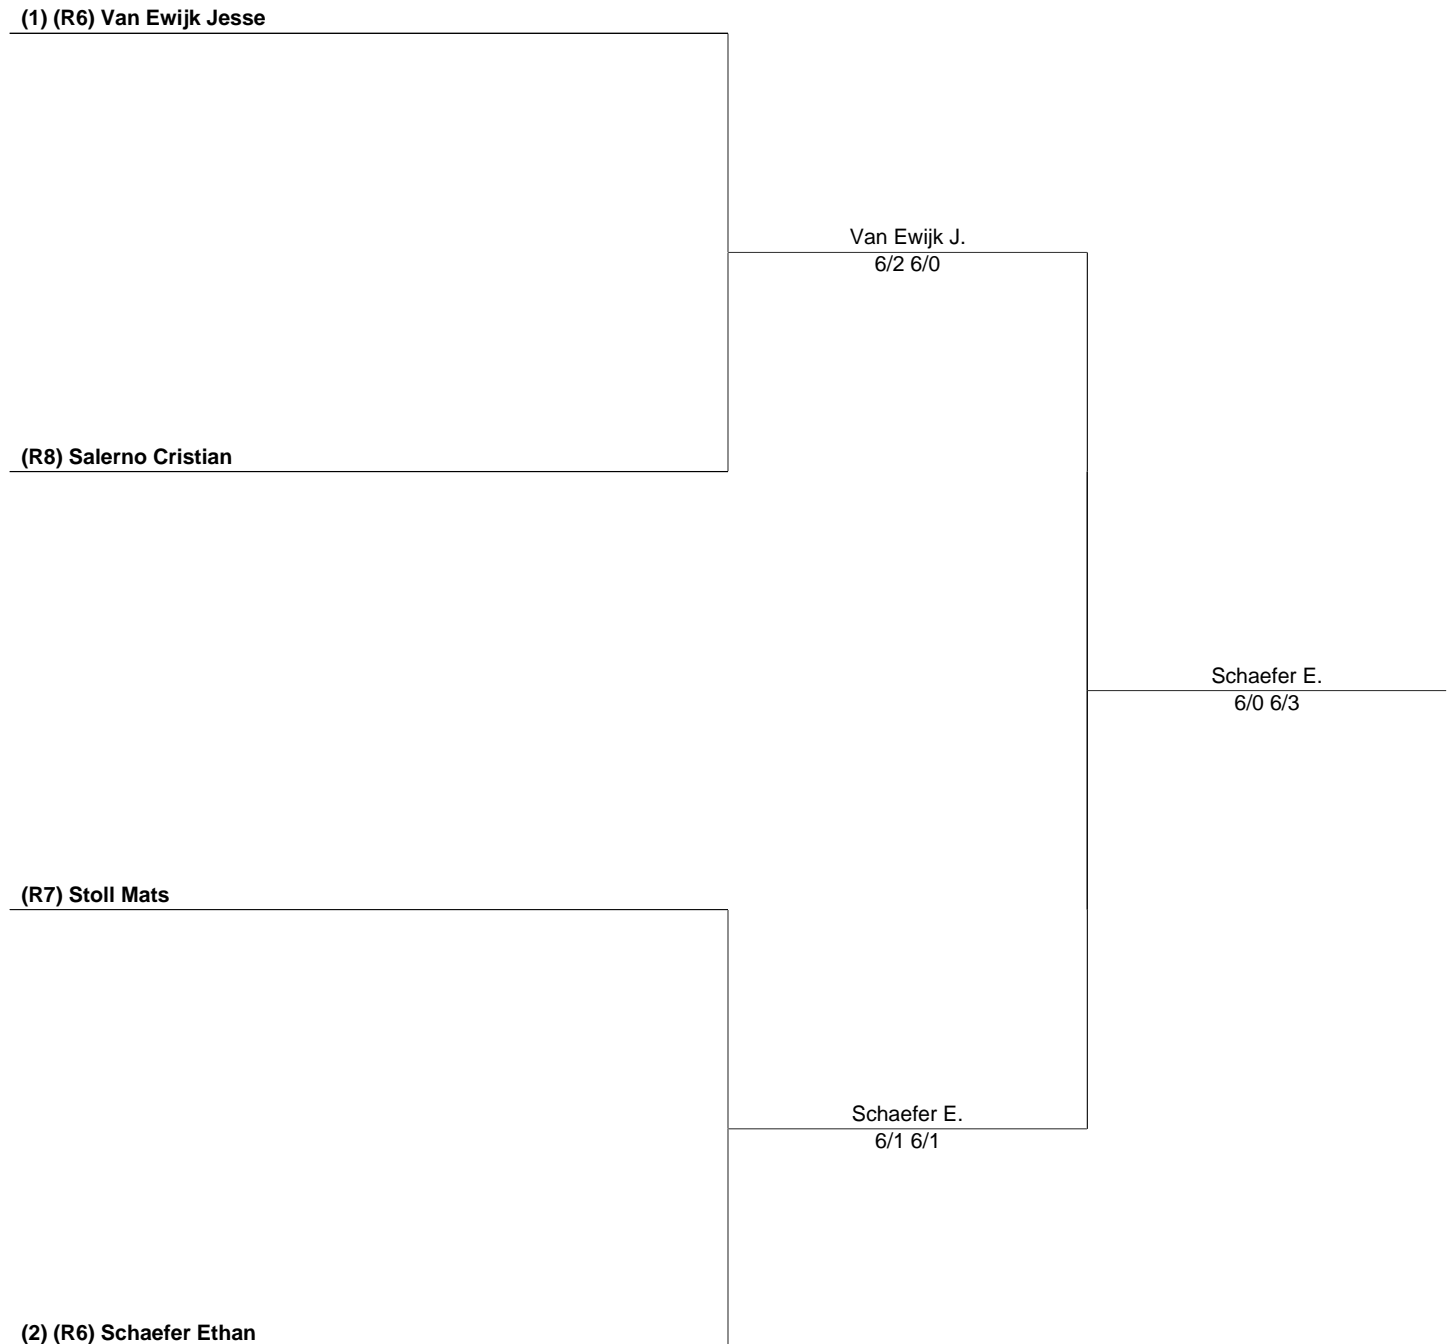 (1) (R6) Van Ewijk Jesse
Van Ewijk J.
6/2 6/0
(R8) Salerno Cristian
Schaefer E.
6/0 6/3
(R7) Stoll Mats
Schaefer E.
6/1 6/1
(2) (R6) Schaefer Ethan